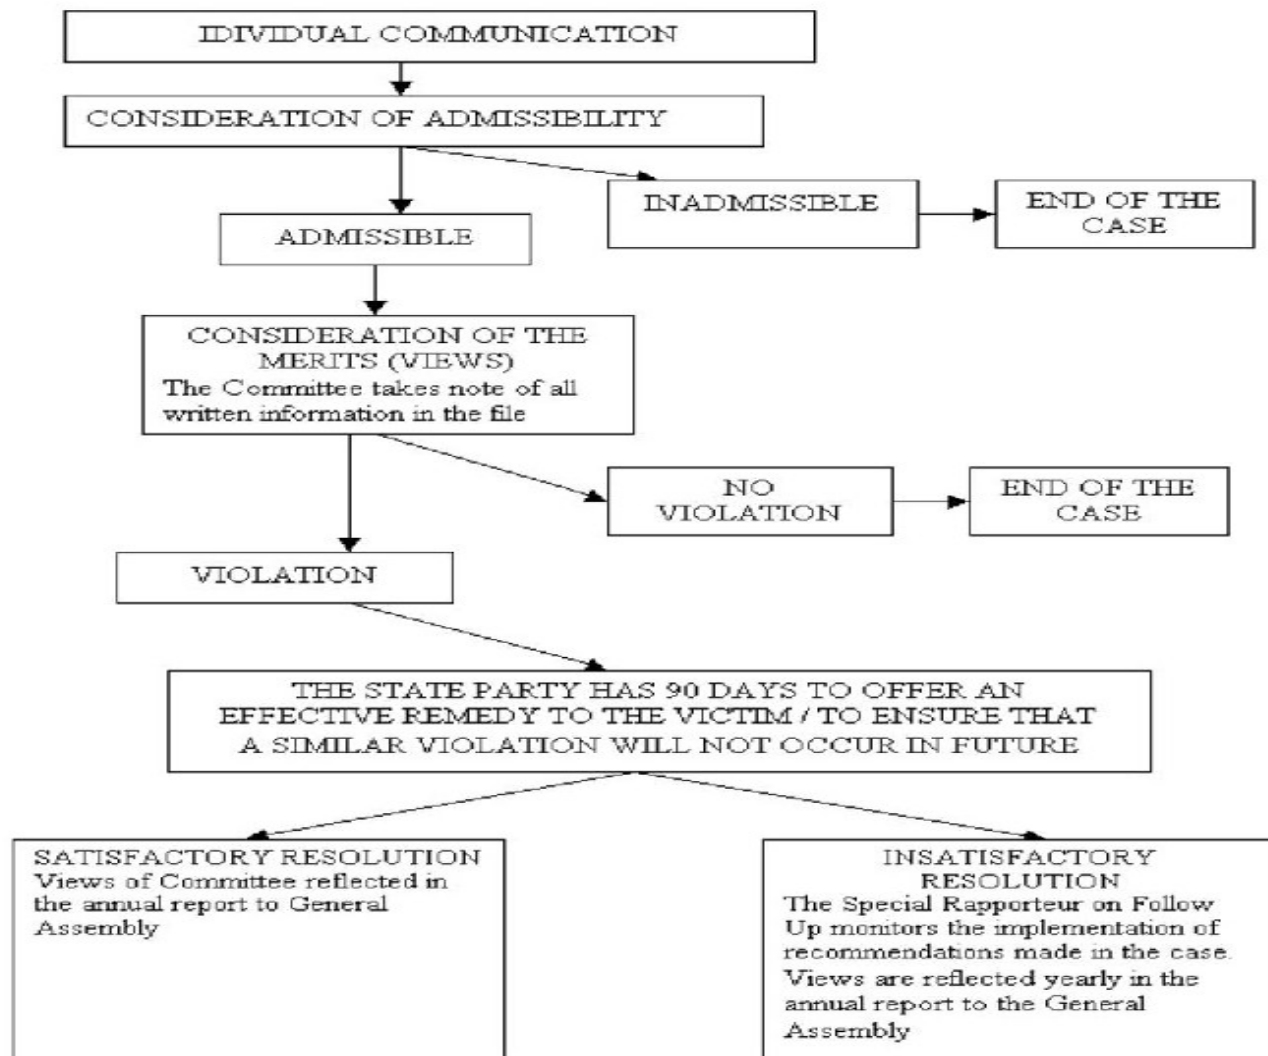 IDIVIDUAL COMMUNICATION
CONSIDERATION OF ADMISSIBILITY
INADMISSIBLE
END OF THE
CASE
ADMISSIBLE
CONSIDERATION OF THE
MERITS (VIEWS)
The Committee takes note of all
written information in the file
NO
VIOLATION
END OF THE
CASE
VIOLATION
THE STATE PARTY HAS 90 DAYS TO OFFER AN
EFFECTIVE REMEDY TO THE VICTIM / TO ENSURE THAT
A SIMILAR VIOLATION WILL NOT OCCUR IN FUTURE
SATISFACTORY RESOLUTION
Views of Committee reflected in
the annual report to General
Assembly
INSATISFACTORY
RESOLUTION
The Special Rapporteur on Follow
Up monitors the implementation of
recommendations made in the case.
Views are reflected yearly in the
annual report to the General
Assembly